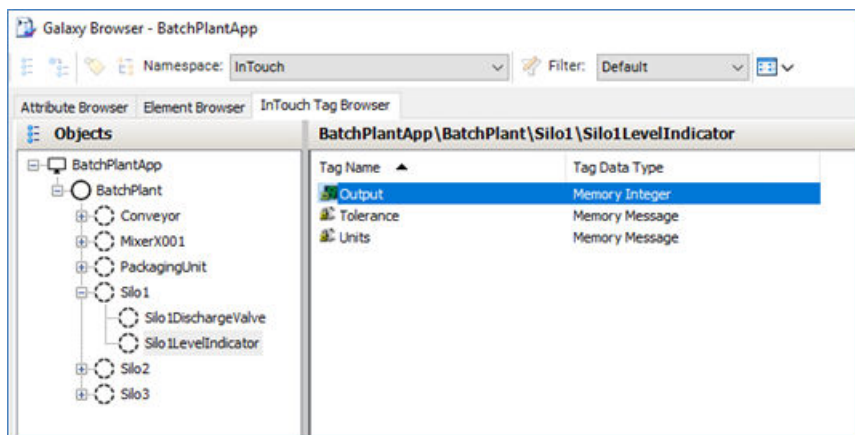 Galaxy Browser - BatchPlantApp
Namespace: InTouch Filter: Default
Attribute Browser Element Browser InTouch Tag Browser
Objects
BatchPlantApp
BatchPlant
Conveyor
MixerX001
PackagingUnit
Silo1
Silo1DischargeValve
Silo1LevelIndicator
Silo2
Silo3
BatchPlantApp\BatchPlant\Silo1\Silo1LevelIndicator
Tag Name Tag Data Type
Output Memory Integer
Tolerance Memory Message
Units Memory Message